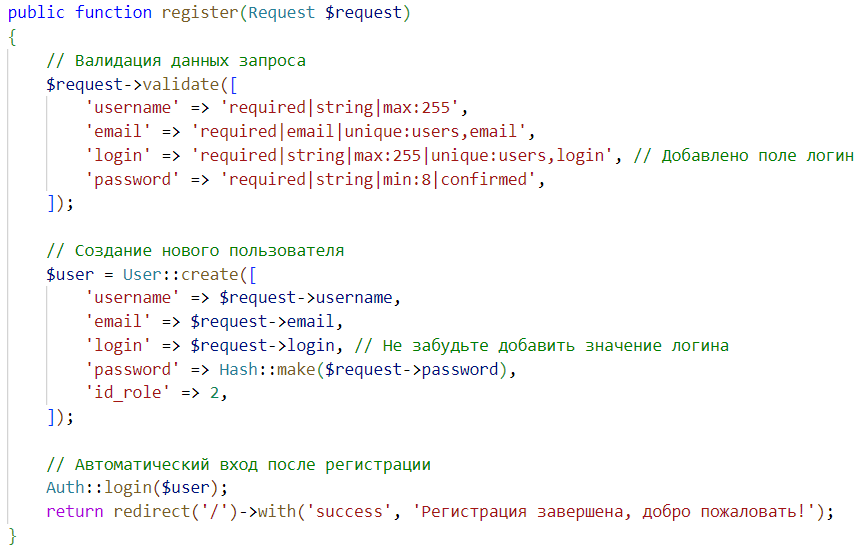 public function register(Request $request)
{
    // Валидация данных запроса
    $request->validate([
        'username' => 'required|string|max:255',
        'email' => 'required|email|unique:users,email',
        'login' => 'required|string|max:255|unique:users,login', // Добавлено поле логин
        'password' => 'required|string|min:8|confirmed',
    ]);

    // Создание нового пользователя
    $user = User::create([
        'username' => $request->username,
        'email' => $request->email,
        'login' => $request->login, // Не забудьте добавить значение логина
        'password' => Hash::make($request->password),
        'id_role' => 2,
    ]);

    // Автоматический вход после регистрации
    Auth::login($user);
    return redirect('/')->with('success', 'Регистрация завершена, добро пожаловать!');
}